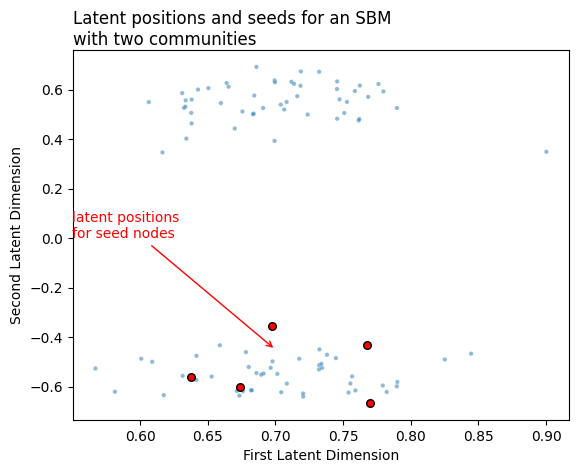 Latent positions and seeds for an SBM
with two communities
Second Latent Dimension
0.6
0.4
0.2
0.0
−0.2
−0.4
−0.6
latent positions
for seed nodes
0.60 0.65 0.70 0.75 0.80 0.85 0.90
First Latent Dimension